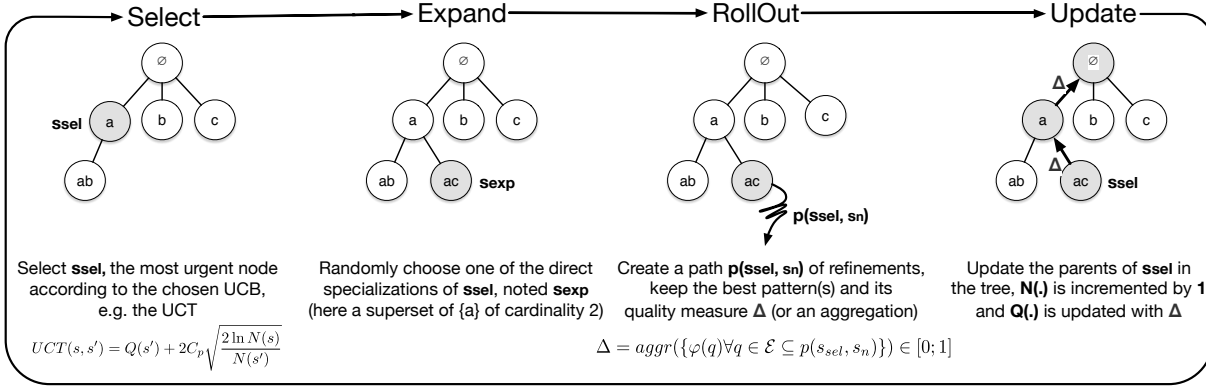 Select
Expand
RollOut
Update
∅
ssel
a
b
c
ab
∅
a
b
c
ab
ac
sexp
∅
a
b
c
ab
ac
p(ssel, sn)
∅
Δ
a
b
c
Δ
ab
ac
ssel
Select ssel, the most urgent node
according to the chosen UCB,
e.g. the UCT
UCT(s, s′) = Q(s′) + 2C_p√(2 ln N(s) / N(s′))
Randomly choose one of the direct
specializations of ssel, noted sexp
(here a superset of {a} of cardinality 2)
Create a path p(ssel, sn) of refinements,
keep the best pattern(s) and its
quality measure Δ (or an aggregation)
Δ = aggr({φ(q)∀q ∈ ℰ ⊆ p(s_sel, s_n)}) ∈ [0; 1]
Update the parents of ssel in
the tree, N(.) is incremented by 1
and Q(.) is updated with Δ